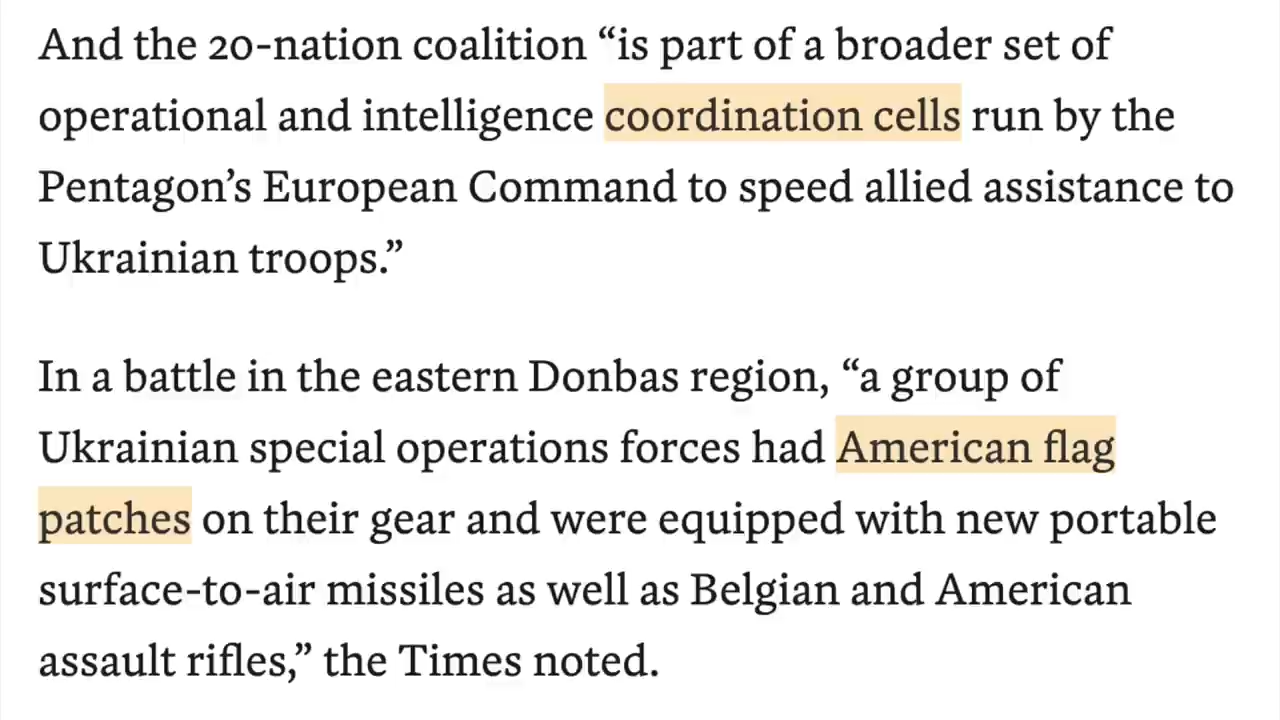 And the 20-nation coalition “is part of a broader set of
operational and intelligence coordination cells run by the
Pentagon’s European Command to speed allied assistance to
Ukrainian troops.”
In a battle in the eastern Donbas region, “a group of
Ukrainian special operations forces had American flag
patches on their gear and were equipped with new portable
surface-to-air missiles as well as Belgian and American
assault rifles,” the Times noted.